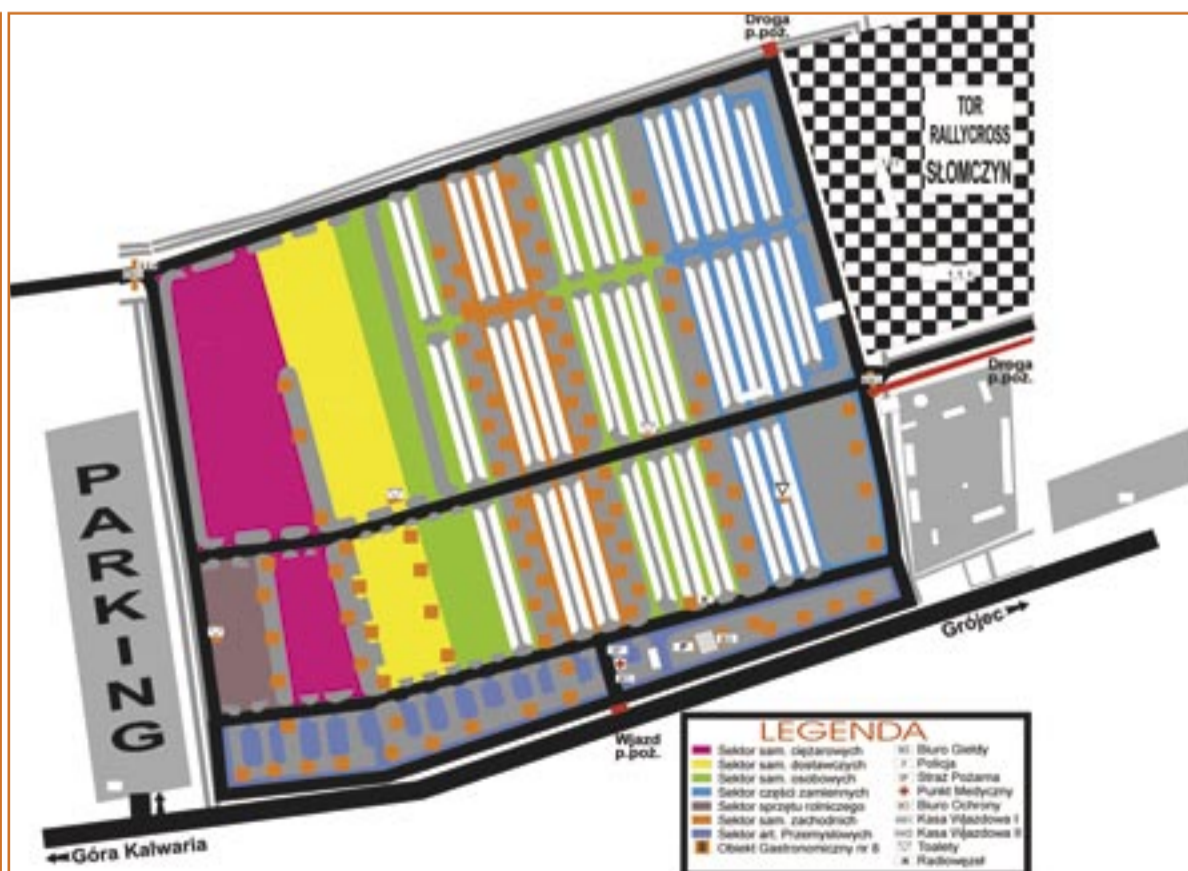 Droga
p.poż.
TOR
RALLYCROSS
SŁOMCZYN
Droga
p.poż.
PARKING
Grójec
Wjazd
p.poż.
Góra Kalwaria
LEGENDA
Sektor sam. ciężarowych
Sektor sam. dostawczych
Sektor sam. osobowych
Sektor części zamiennych
Sektor sprzętu rolniczego
Sektor sam. zachodnich
Sektor art. Przemysłowych
Obiekt Gastronomiczny nr 8
Biuro Giełdy
Policja
Straż Pożarna
Punkt Medyczny
Biuro Ochrony
Kasa Wjazdowa I
Kasa Wjazdowa II
Toalety
Radiowęzeł